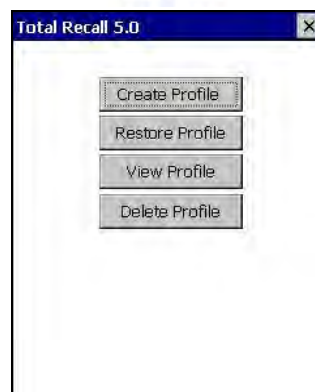 Total Recall 5.0
Create Profile
Restore Profile
View Profile
Delete Profile